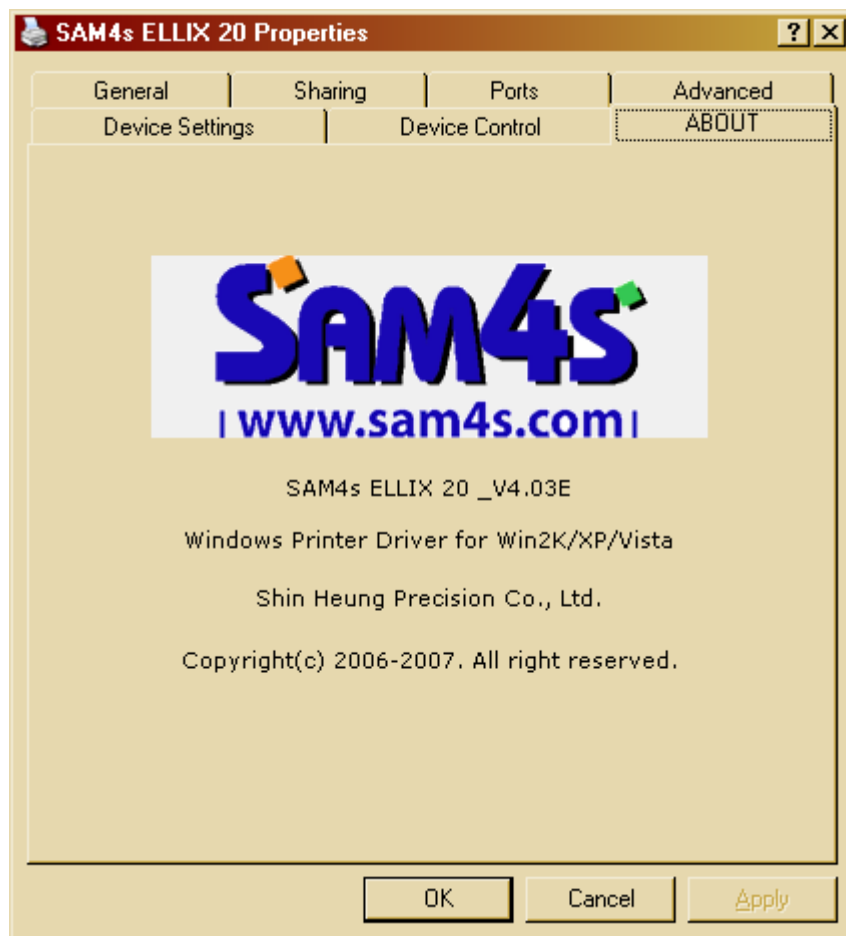 SAM4s ELLIX 20 Properties
? X
General Sharing Ports Advanced
Device Settings Device Control ABOUT
SAM4s
www.sam4s.com
SAM4s ELLIX 20 _V4.03E
Windows Printer Driver for Win2K/XP/Vista
Shin Heung Precision Co., Ltd.
Copyright(c) 2006-2007. All right reserved.
OK Cancel Apply